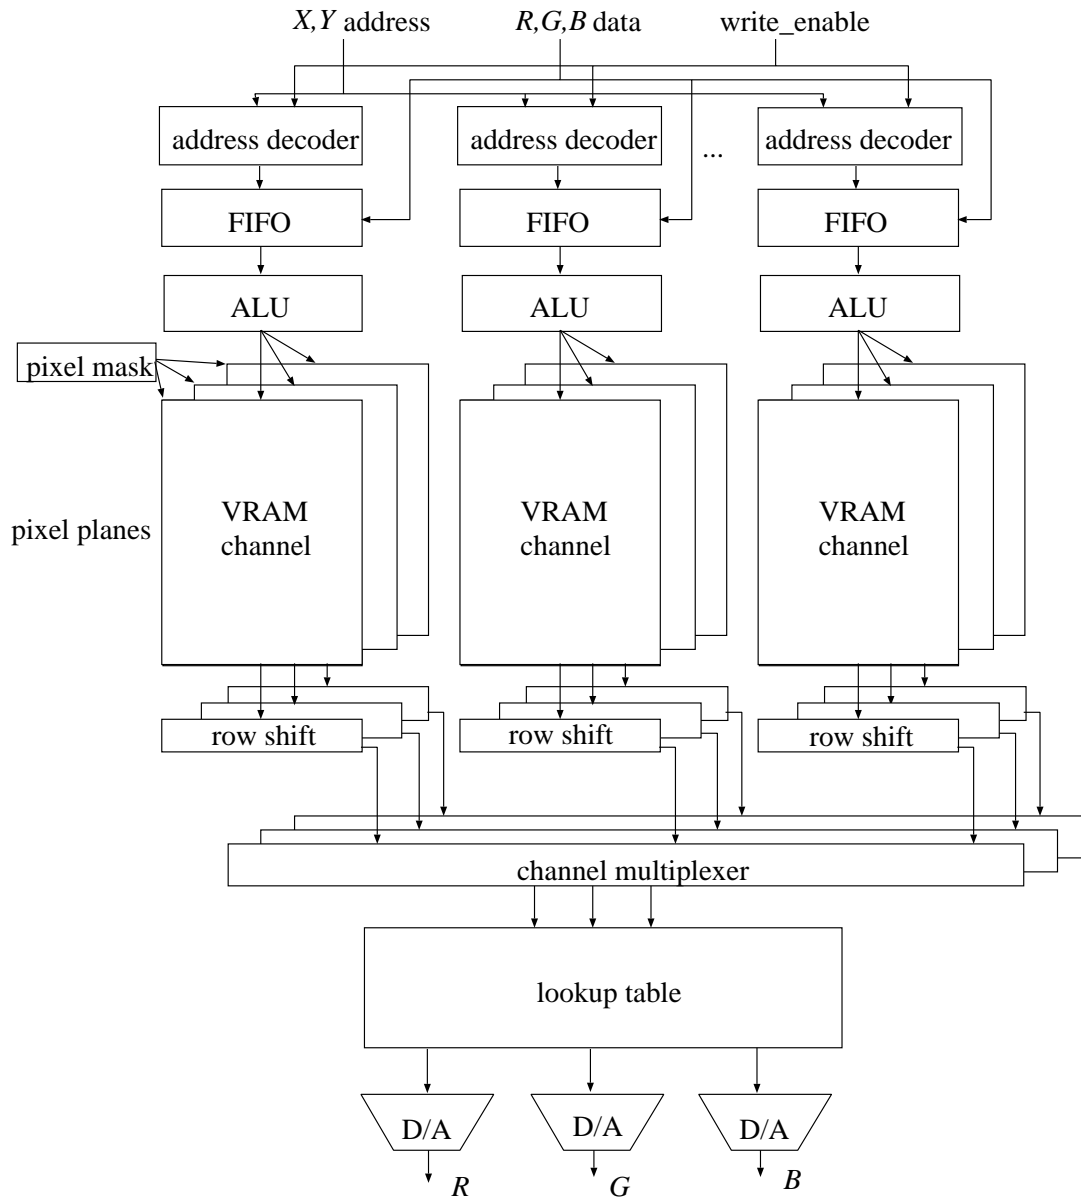 X,Y address R,G,B data write_enable
address decoder address decoder address decoder
...
FIFO FIFO FIFO
ALU ALU ALU
pixel mask
VRAM channel VRAM channel VRAM channel
pixel planes
row shift row shift row shift
channel multiplexer
lookup table
D/A D/A D/A
R G B